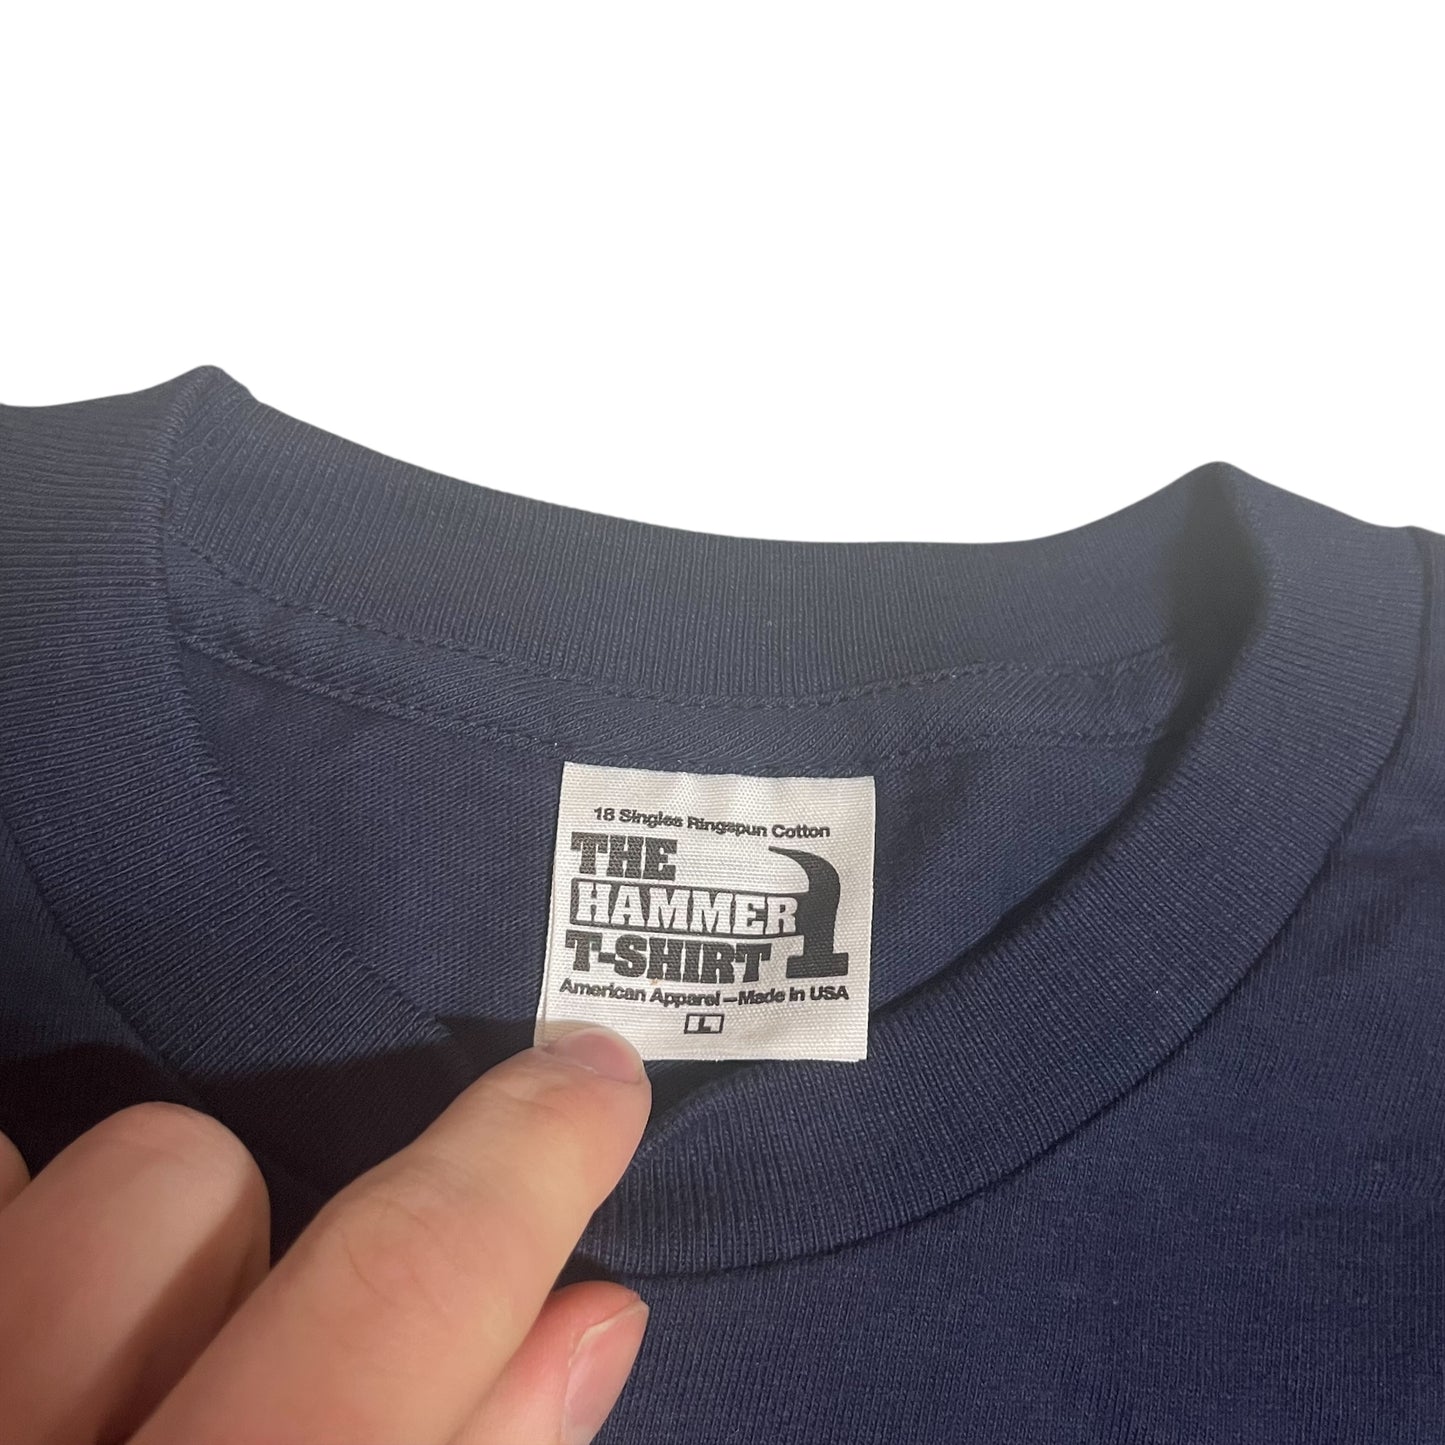 18 Singles Ringspun Cotton
THE
HAMMER
T-SHIRT
American Apparel—Made in USA
L